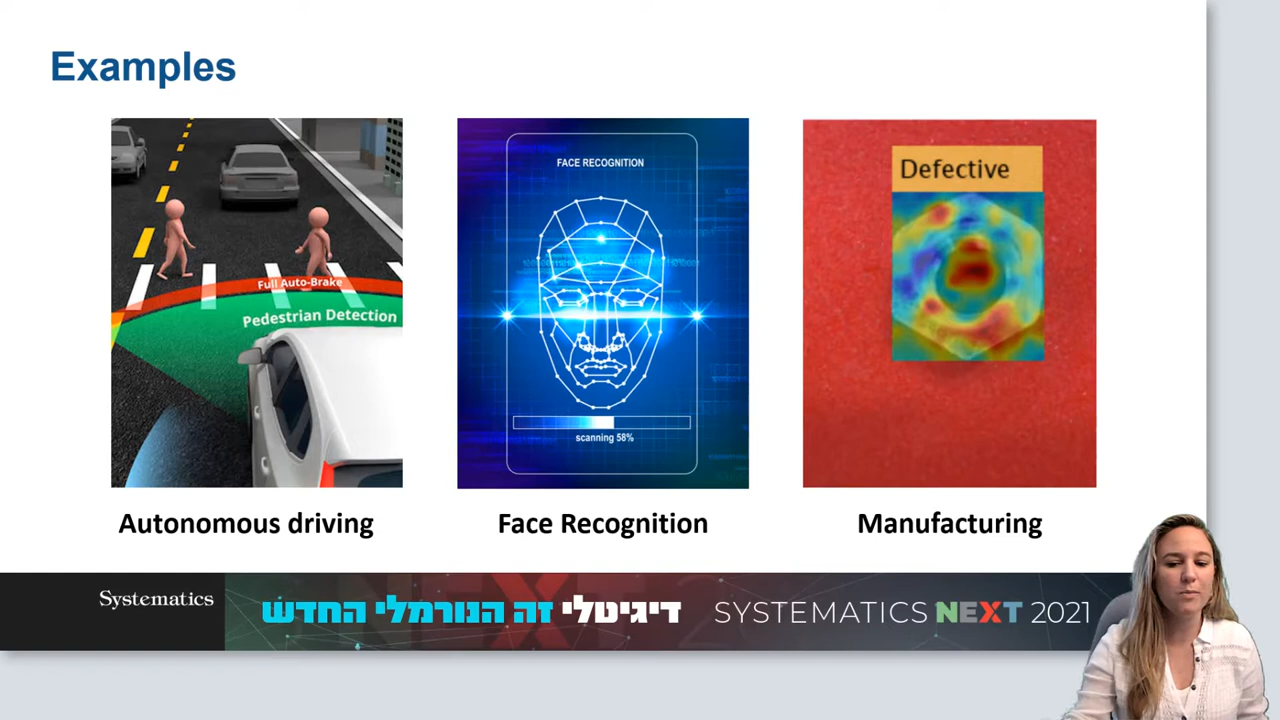 Examples
Full Auto-Brake
Pedestrian Detection
FACE RECOGNITION
scanning 58%
Defective
Autonomous driving
Face Recognition
Manufacturing
Systematics
דיגיטלי זה הנורמלי החדש
SYSTEMATICS NEXT 2021